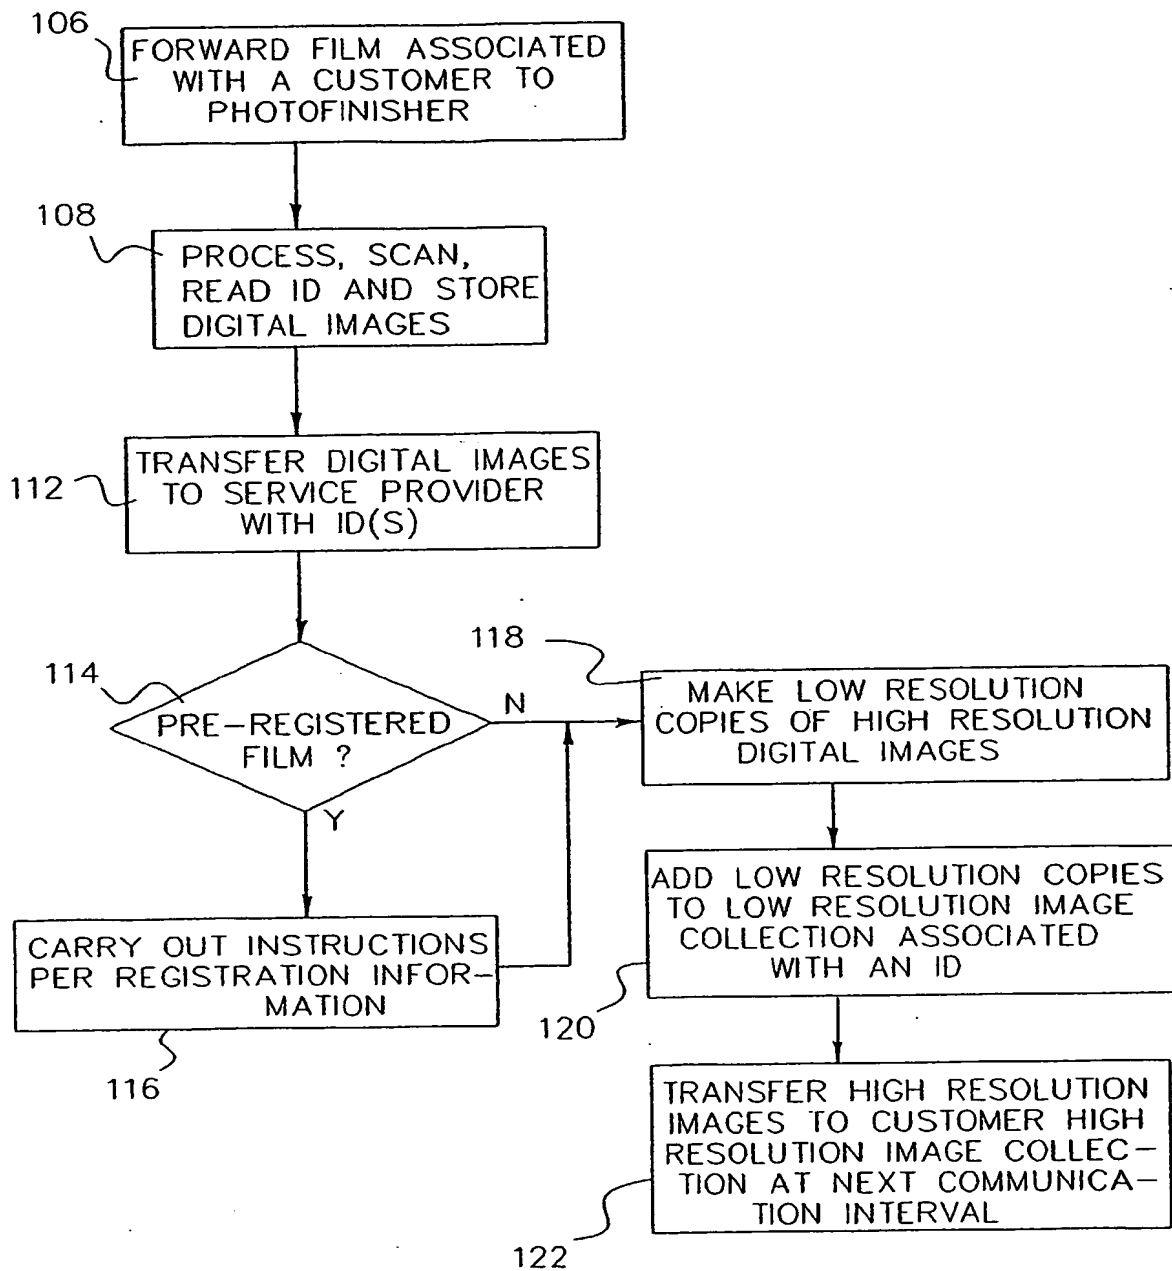 106
FORWARD FILM ASSOCIATED
WITH A CUSTOMER TO
PHOTOFINISHER
108
PROCESS, SCAN,
READ ID AND STORE
DIGITAL IMAGES
112
TRANSFER DIGITAL IMAGES
TO SERVICE PROVIDER
WITH ID(S)
114
PRE-REGISTERED
FILM ?
N
Y
116
CARRY OUT INSTRUCTIONS
PER REGISTRATION INFOR-
MATION
118
MAKE LOW RESOLUTION
COPIES OF HIGH RESOLUTION
DIGITAL IMAGES
120
ADD LOW RESOLUTION COPIES
TO LOW RESOLUTION IMAGE
COLLECTION ASSOCIATED
WITH AN ID
122
TRANSFER HIGH RESOLUTION
IMAGES TO CUSTOMER HIGH
RESOLUTION IMAGE COLLEC-
TION AT NEXT COMMUNICA-
TION INTERVAL